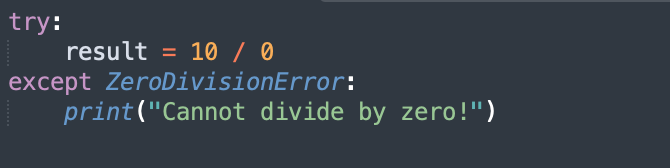 try:
    result = 10 / 0
except ZeroDivisionError:
    print("Cannot divide by zero!")